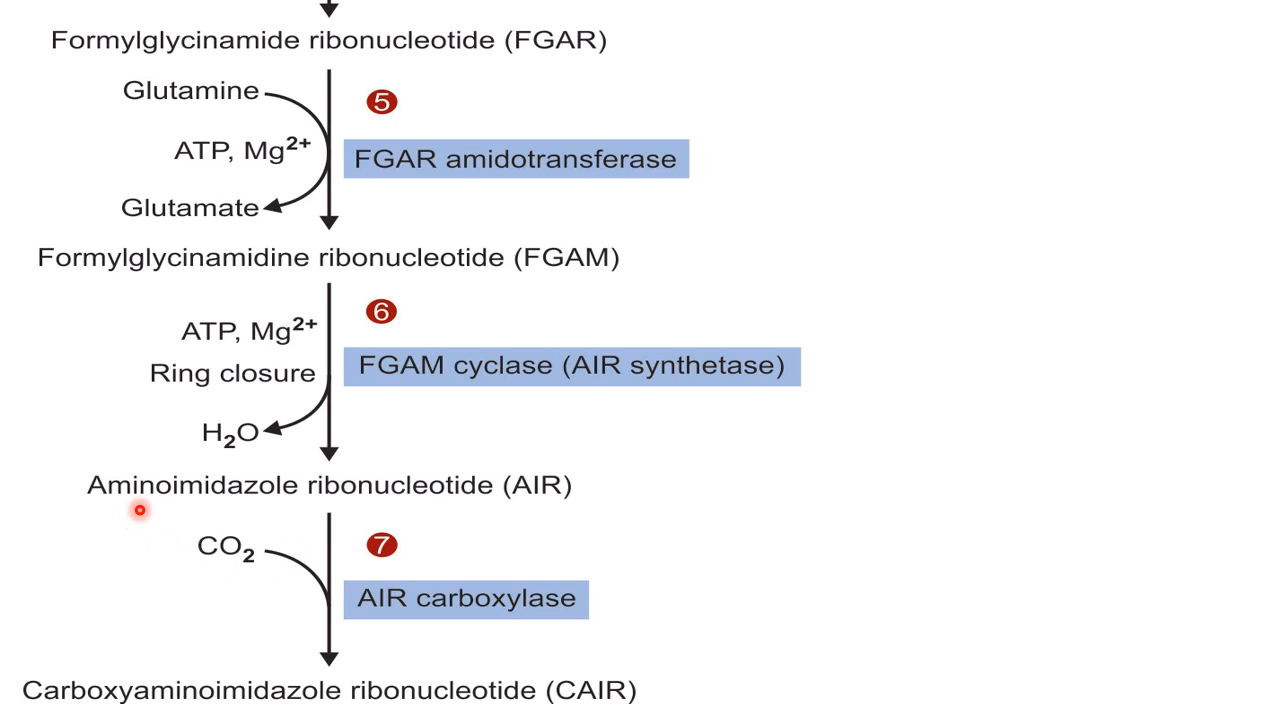 Formylglycinamide ribonucleotide (FGAR)
Glutamine
5
ATP, Mg²⁺
FGAR amidotransferase
Glutamate
Formylglycinamidine ribonucleotide (FGAM)
6
ATP, Mg²⁺
FGAM cyclase (AIR synthetase)
Ring closure
H₂O
Aminoimidazole ribonucleotide (AIR)
CO₂
7
AIR carboxylase
Carboxyaminoimidazole ribonucleotide (CAIR)